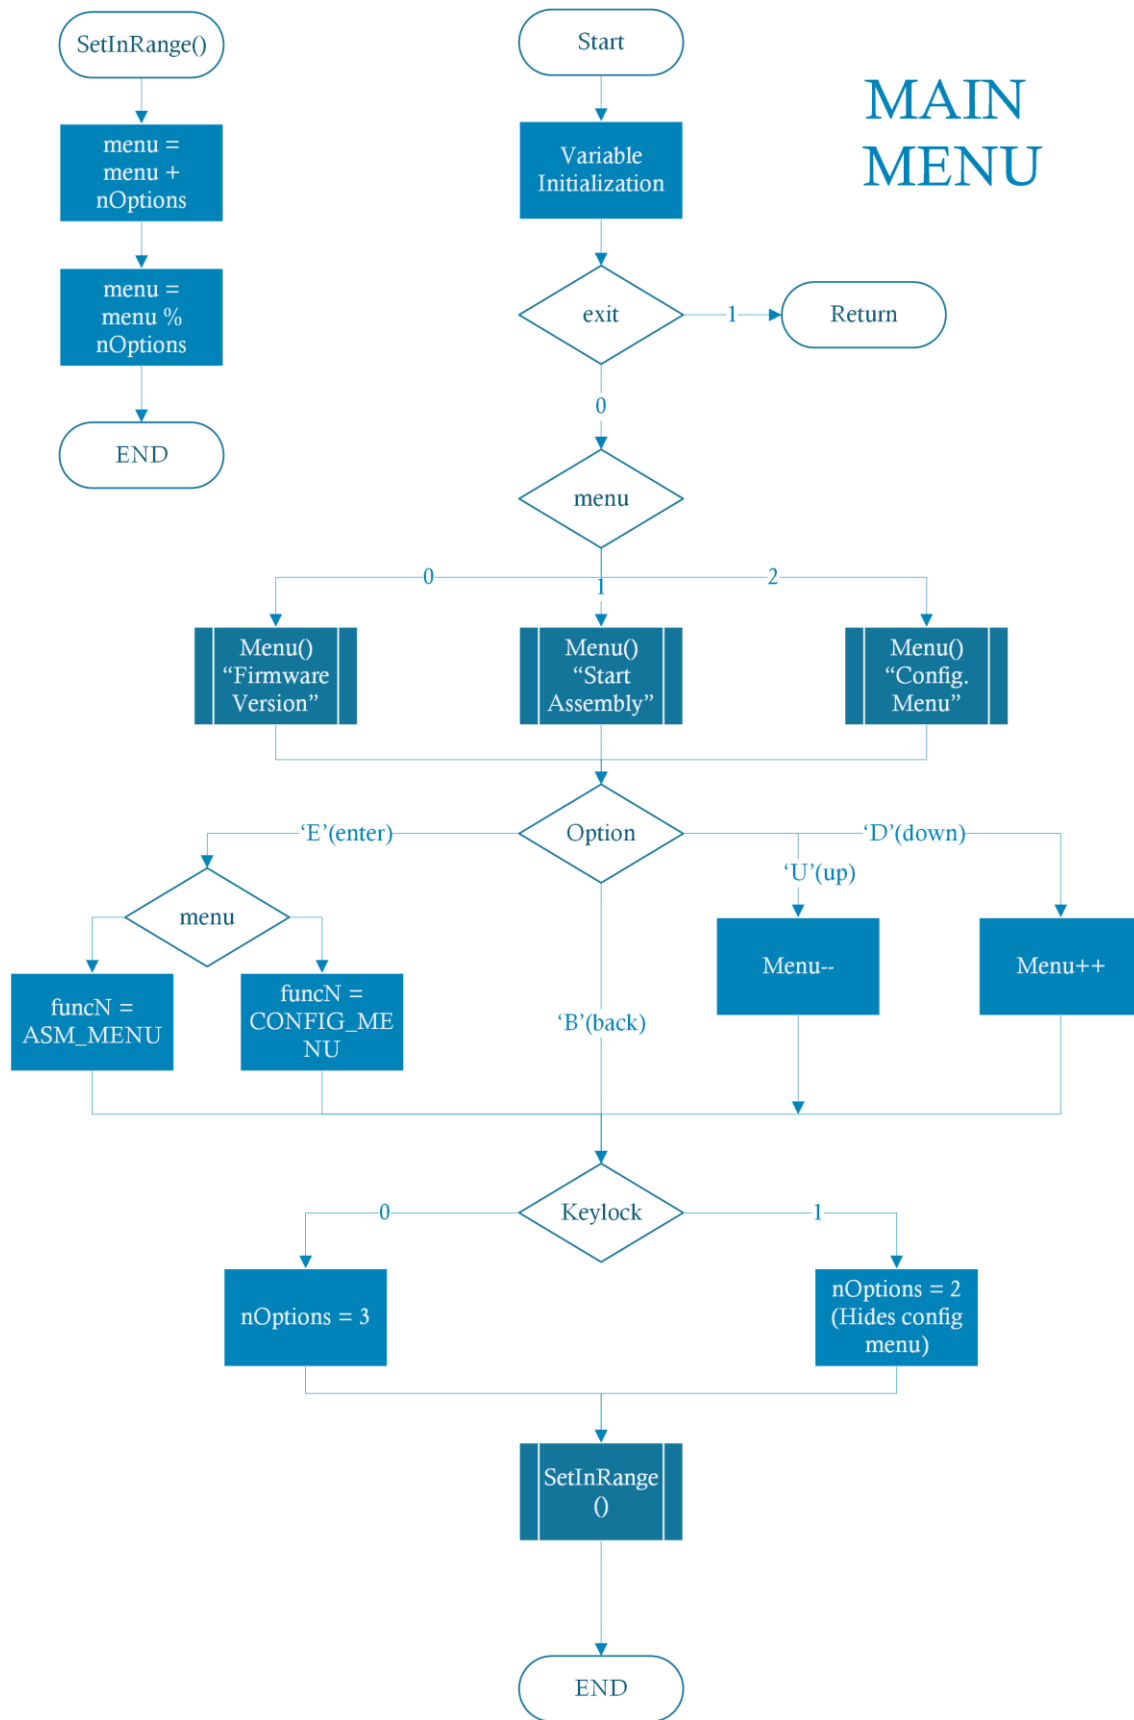 SetInRange()
menu =
menu +
nOptions
menu =
menu %
nOptions
END
MAIN
MENU
Start
Variable
Initialization
exit
1
Return
0
menu
0
1
2
Menu()
“Firmware
Version”
Menu()
“Start
Assembly”
Menu()
“Config.
Menu”
Option
‘E’(enter)
‘D’(down)
‘U’(up)
‘B’(back)
menu
funcN =
ASM_MENU
funcN =
CONFIG_ME
NU
Menu--
Menu++
Keylock
0
1
nOptions = 3
nOptions = 2
(Hides config
menu)
SetInRange
()
END